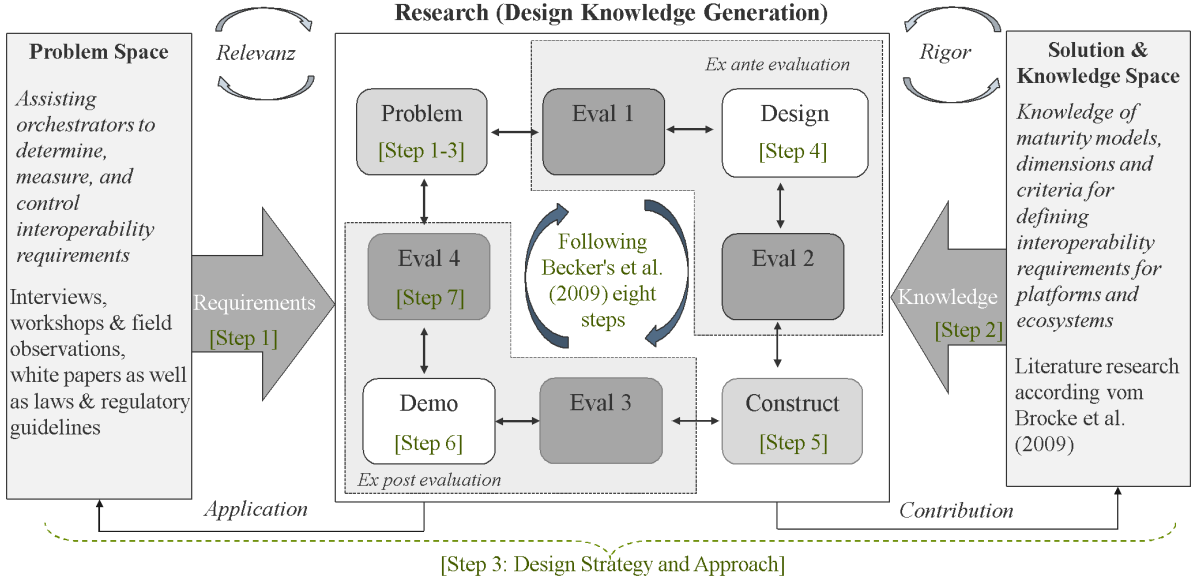 Research (Design Knowledge Generation)
Problem Space
Assisting
orchestrators to
determine,
measure, and
control
interoperability
requirements
Interviews,
workshops & field
observations,
white papers as well
as laws & regulatory
guidelines
Relevanz
Requirements
[Step 1]
Ex ante evaluation
Problem
[Step 1-3]
Eval 1
Design
[Step 4]
Eval 4
[Step 7]
Following
Becker's et al.
(2009) eight
steps
Eval 2
Demo
[Step 6]
Eval 3
Construct
[Step 5]
Ex post evaluation
Rigor
Knowledge
[Step 2]
Solution &
Knowledge Space
Knowledge of
maturity models,
dimensions and
criteria for
defining
interoperability
requirements for
platforms and
ecosystems
Literature research
according vom
Brocke et al.
(2009)
Application
Contribution
[Step 3: Design Strategy and Approach]